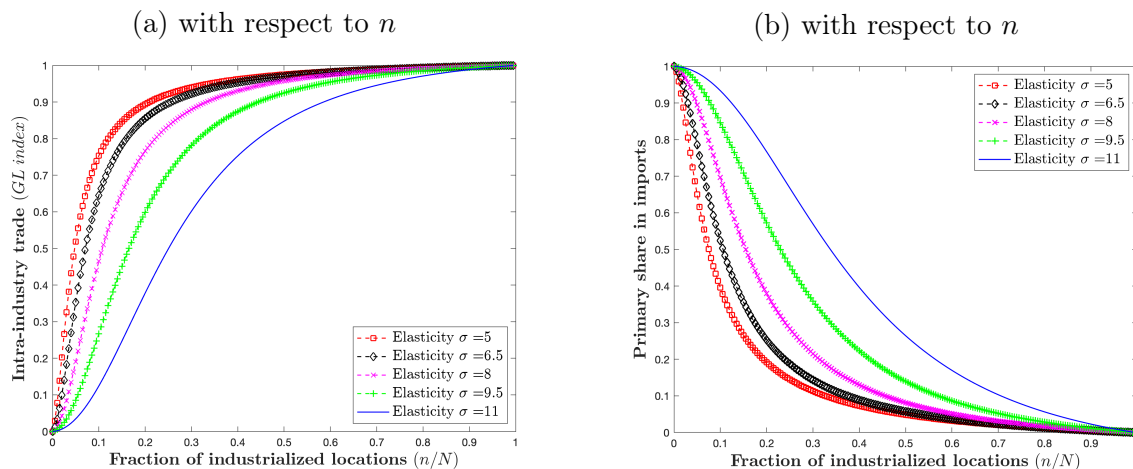 (a) with respect to n
Intra-industry trade (GL index)
1
0.9
0.8
0.7
0.6
0.5
0.4
0.3
0.2
0.1
0
0 0.1 0.2 0.3 0.4 0.5 0.6 0.7 0.8 0.9 1
Fraction of industrialized locations (n/N)
Elasticity σ =5
Elasticity σ =6.5
Elasticity σ =8
Elasticity σ =9.5
Elasticity σ =11
(b) with respect to n
Primary share in imports
1
0.9
0.8
0.7
0.6
0.5
0.4
0.3
0.2
0.1
0
0 0.1 0.2 0.3 0.4 0.5 0.6 0.7 0.8 0.9
Fraction of industrialized locations (n/N)
Elasticity σ =5
Elasticity σ =6.5
Elasticity σ =8
Elasticity σ =9.5
Elasticity σ =11